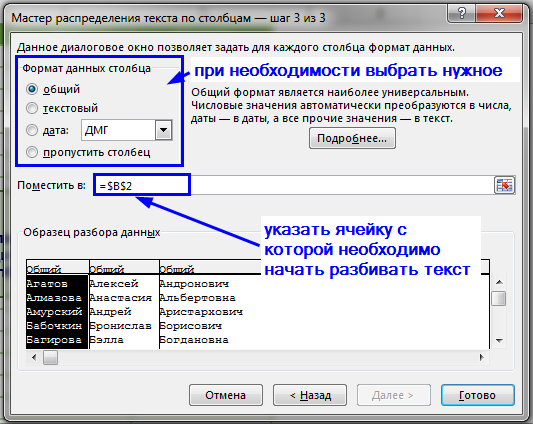 Мастер распределения текста по столбцам — шаг 3 из 3
Данное диалоговое окно позволяет задать для каждого столбца формат данных.
Формат данных столбца
при необходимости выбрать нужное
общий
текстовый
дата: ДМГ
пропустить столбец
Общий формат является наиболее универсальным.
Числовые значения автоматически преобразуются в числа,
даты — в даты, а все прочие значения — в текст.
Подробнее...
Поместить в: =$B$2
указать ячейку с
которой необходимо
начать разбивать текст
Образец разбора данных
Общий Общий Общий
Агатов Алексей Андронович
Алмазова Анастасия Альбертовна
Амурский Андрей Аристархович
Бабочкин Бронислав Борисович
Багирова Бэлла Богдановна
Отмена < Назад Далее > Готово